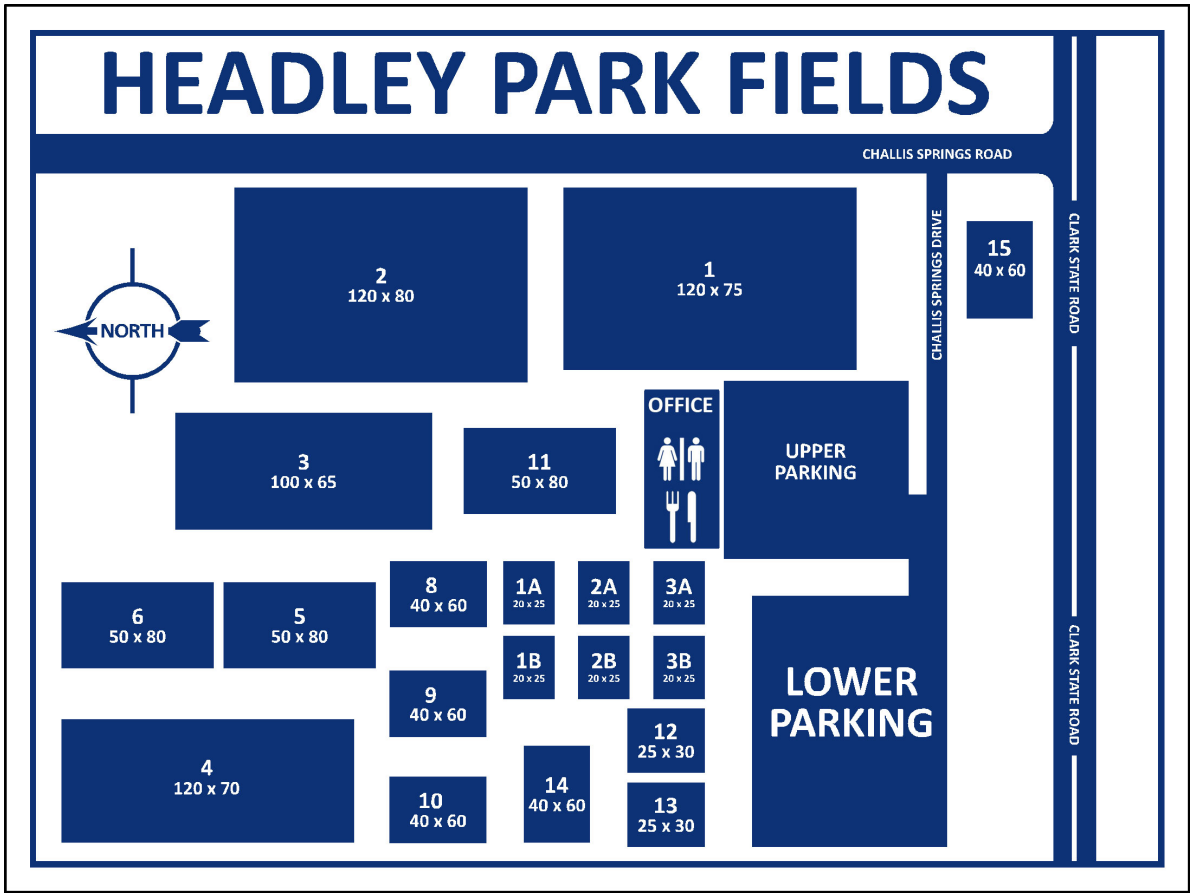 HEADLEY PARK FIELDS
CHALLIS SPRINGS ROAD
2
120 x 80
1
120 x 75
CHALLIS SPRINGS DRIVE
15
40 x 60
CLARK STATE ROAD
NORTH
OFFICE
UPPER
PARKING
3
100 x 65
11
50 x 80
6
50 x 80
5
50 x 80
8
40 x 60
1A
20 x 25
2A
20 x 25
3A
20 x 25
1B
20 x 25
2B
20 x 25
3B
20 x 25
9
40 x 60
LOWER
PARKING
CLARK STATE ROAD
4
120 x 70
12
25 x 30
10
40 x 60
14
40 x 60
13
25 x 30